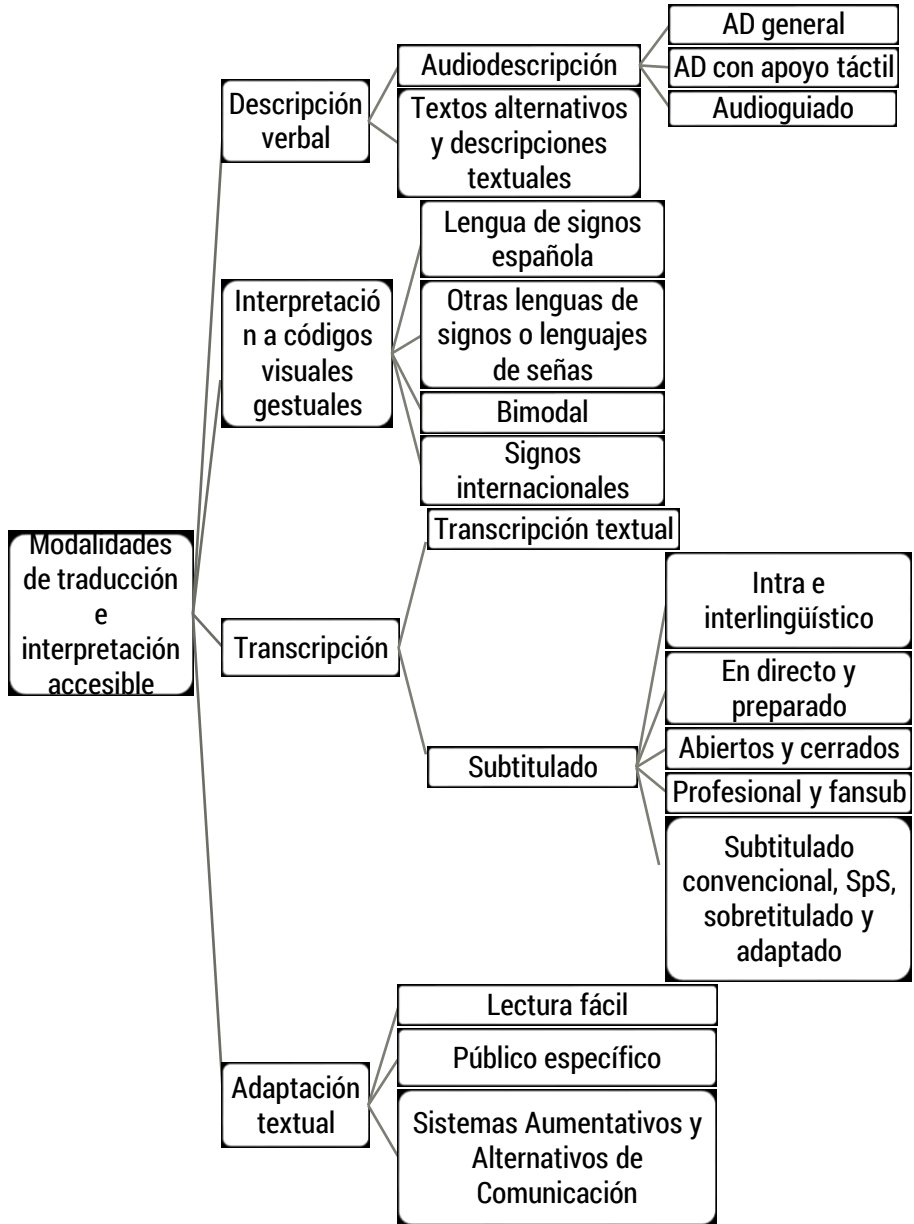 Modalidades
de traducción
e
interpretación
accesible
Descripción
verbal
Audiodescripción
AD general
AD con apoyo táctil
Audioguiado
Textos alternativos
y descripciones
textuales
Interpretació
n a códigos
visuales
gestuales
Lengua de signos
española
Otras lenguas de
signos o lenguajes
de señas
Bimodal
Signos
internacionales
Transcripción
Transcripción textual
Subtitulado
Intra e
interlingüístico
En directo y
preparado
Abiertos y cerrados
Profesional y fansub
Subtitulado
convencional, SpS,
sobretitulado y
adaptado
Adaptación
textual
Lectura fácil
Público específico
Sistemas Aumentativos y
Alternativos de
Comunicación